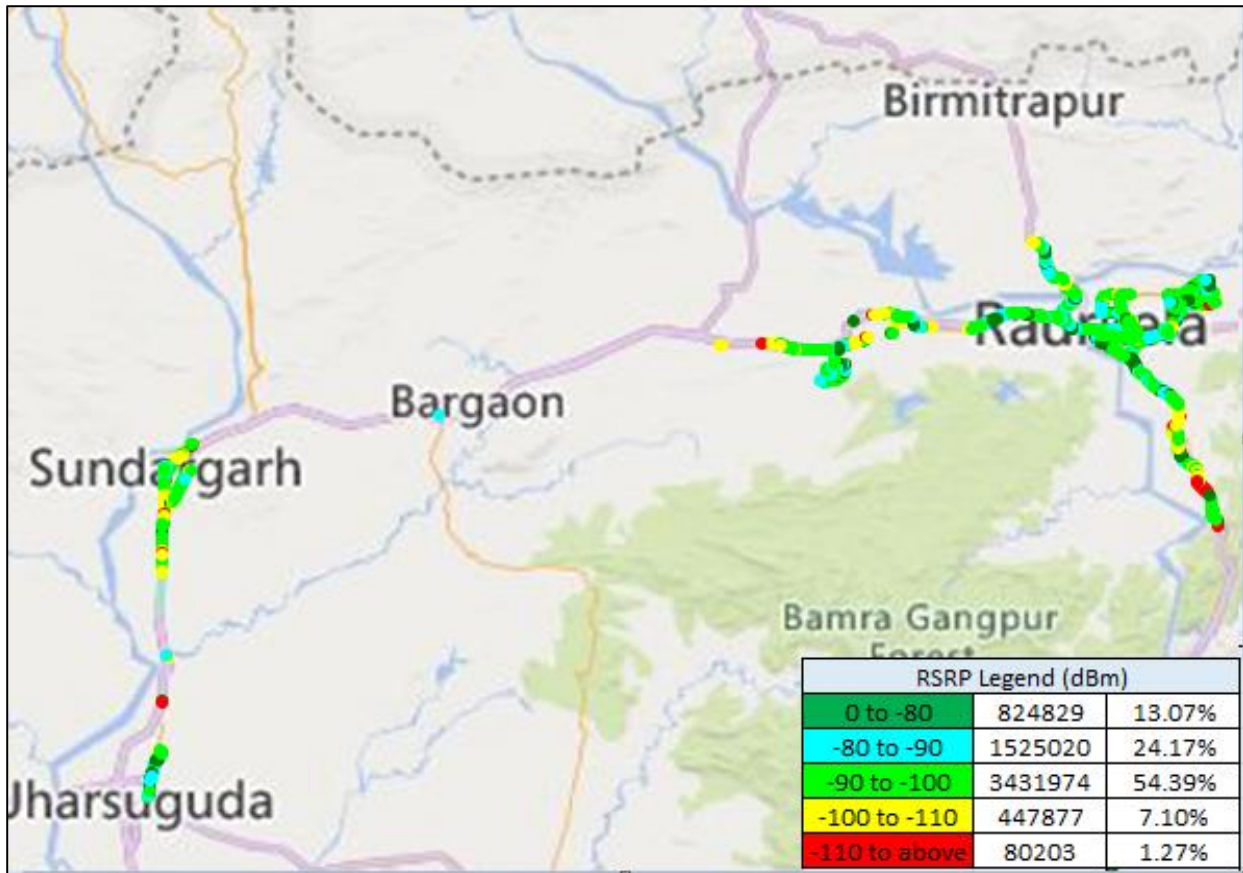 Birmitrapur
Raurkela
Bargaon
Sundargarh
Bamra Gangpur
Forest
Jharsuguda
RSRP Legend (dBm)
0 to -80 824829 13.07%
-80 to -90 1525020 24.17%
-90 to -100 3431974 54.39%
-100 to -110 447877 7.10%
-110 to above 80203 1.27%